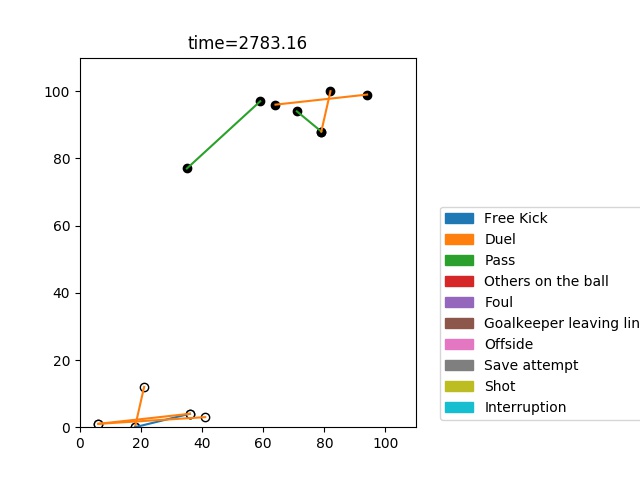 time=2783.16
100
80
60
40
20
0
0 20 40 60 80 100
Free Kick
Duel
Pass
Others on the ball
Foul
Goalkeeper leaving lin
Offside
Save attempt
Shot
Interruption